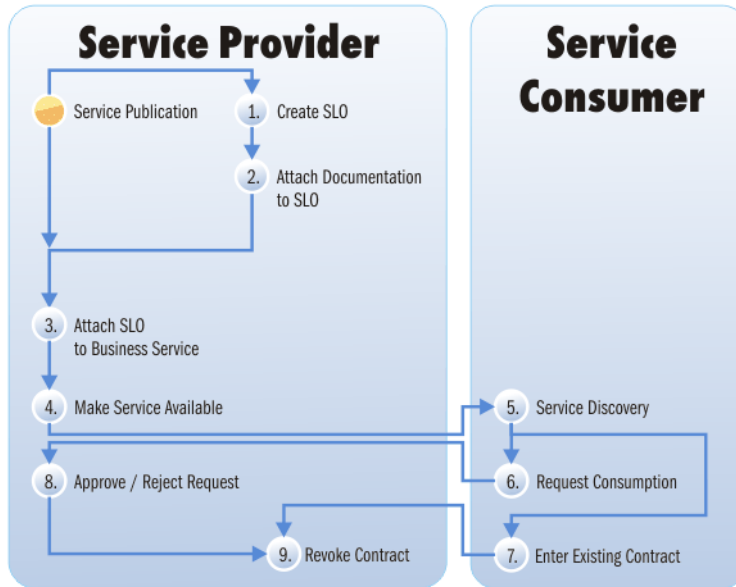 Service Provider
Service
Consumer
Service Publication
1. Create SLO
2. Attach Documentation
to SLO
3. Attach SLO
to Business Service
4. Make Service Available
5. Service Discovery
8. Approve / Reject Request
6. Request Consumption
9. Revoke Contract
7. Enter Existing Contract